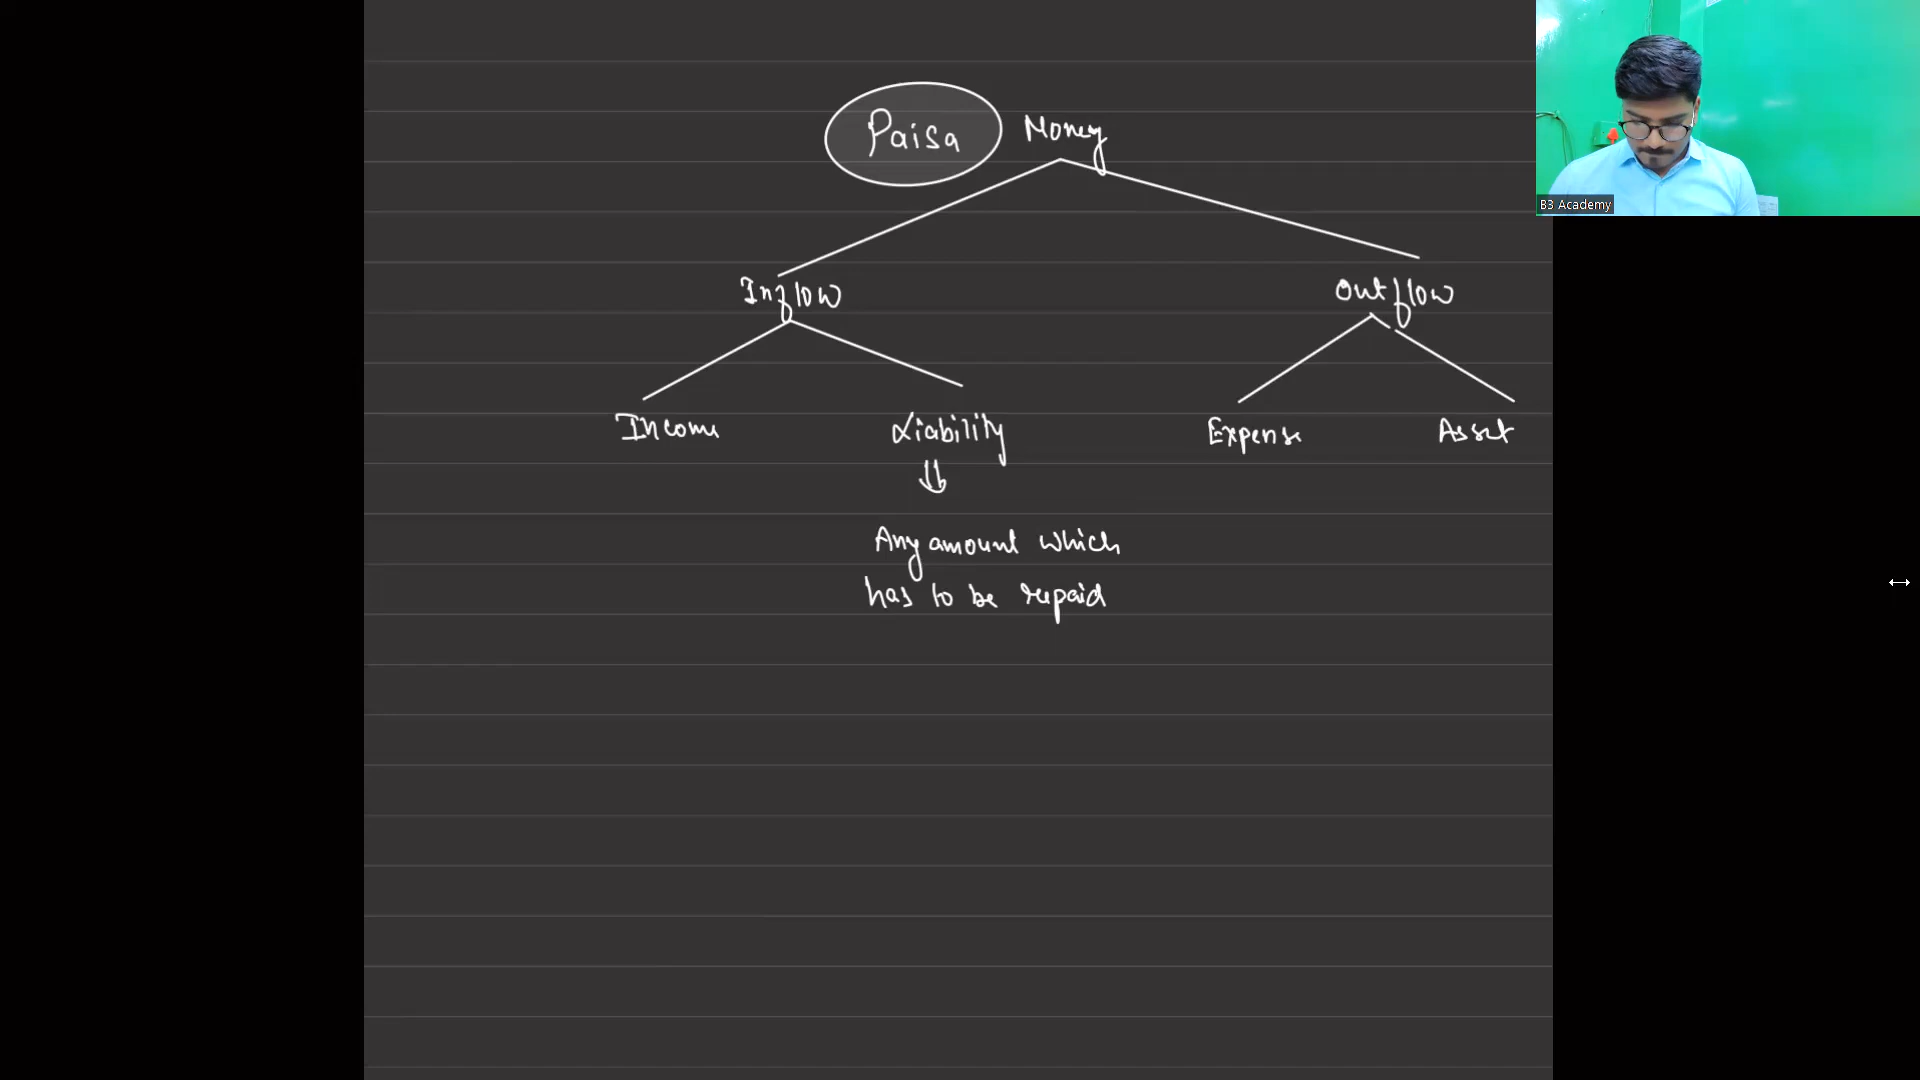 Paisa Money
Inflow Outflow
Income Liability Expense Asset
Any amount which
has to be repaid
B3 Academy